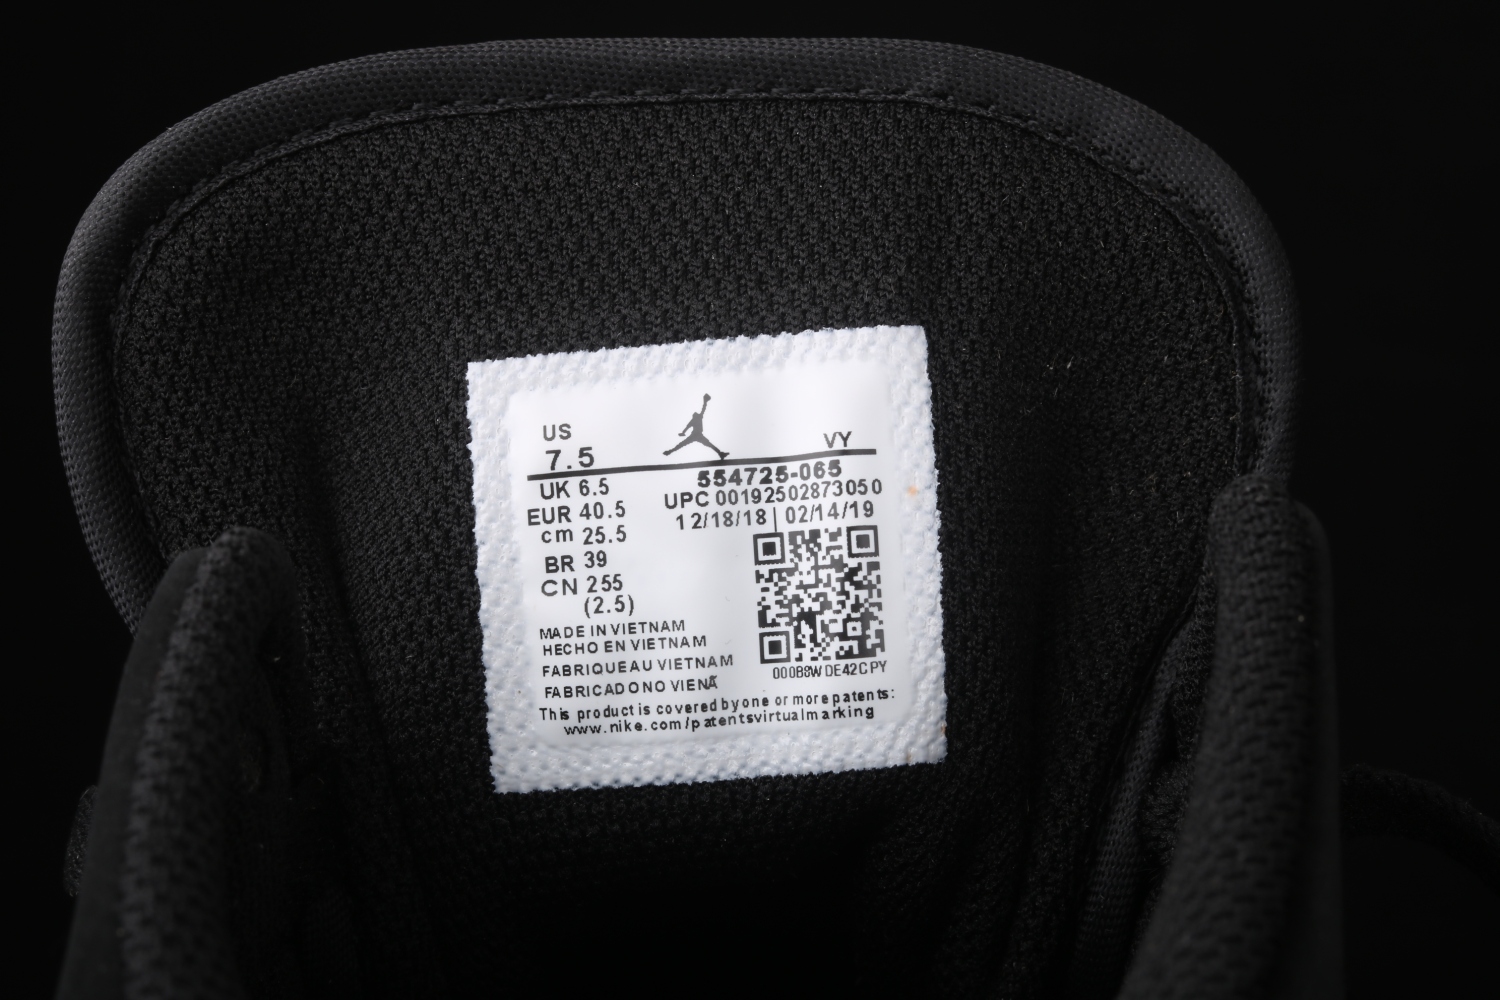 US
7.5
VY
UK 6.5
EUR 40.5
cm 25.5
BR 39
CN 255
(2.5)
554725-065
UPC 00192502873050
12/18/18 | 02/14/19
000B8WDE42CPY
MADE IN VIETNAM
HECHO EN VIETNAM
FABRIQUE AU VIETNAM
FABRICADO NO VIENÃ
This product is covered by one or more patents:
www.nike.com/patentsvirtualmarking